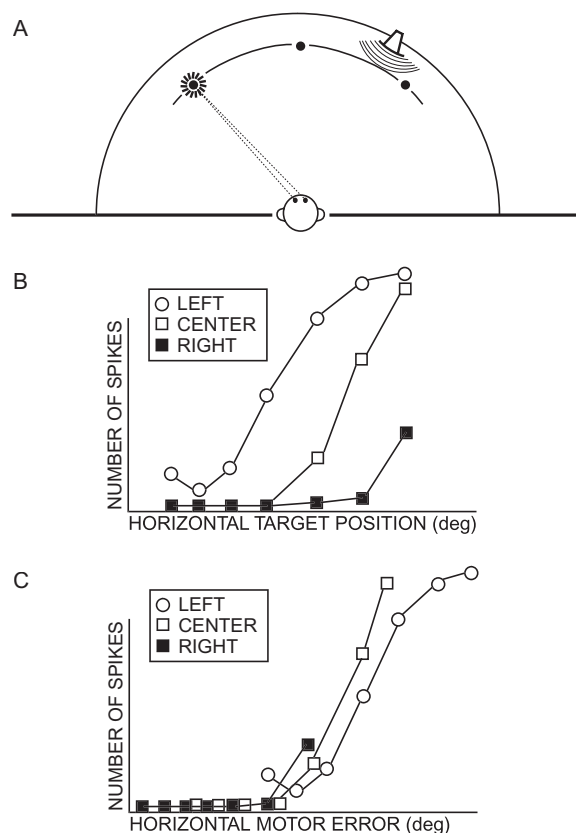 A
B
LEFT
CENTER
RIGHT
NUMBER OF SPIKES
HORIZONTAL TARGET POSITION (deg)
C
LEFT
CENTER
RIGHT
NUMBER OF SPIKES
HORIZONTAL MOTOR ERROR (deg)